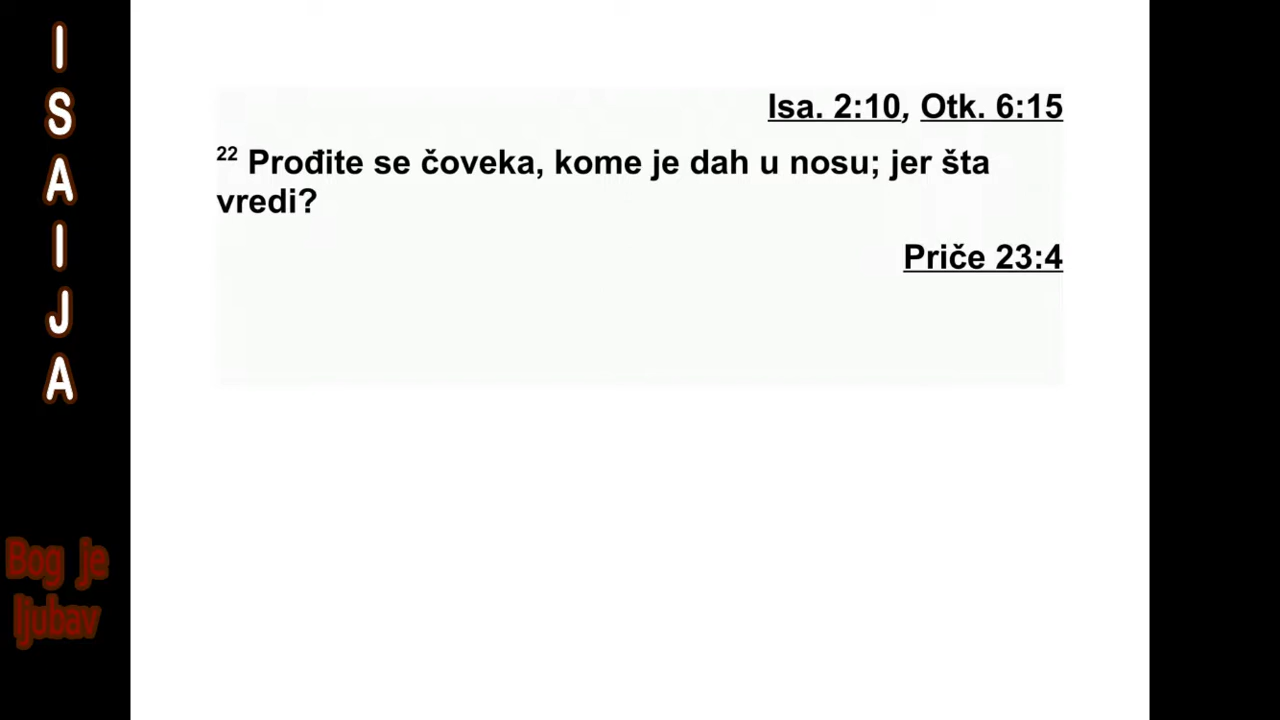 ISAIJA
Isa. 2:10, Otk. 6:15
22 Prođite se čoveka, kome je dah u nosu; jer šta
vredi?
Priče 23:4
Bog je
ljubav